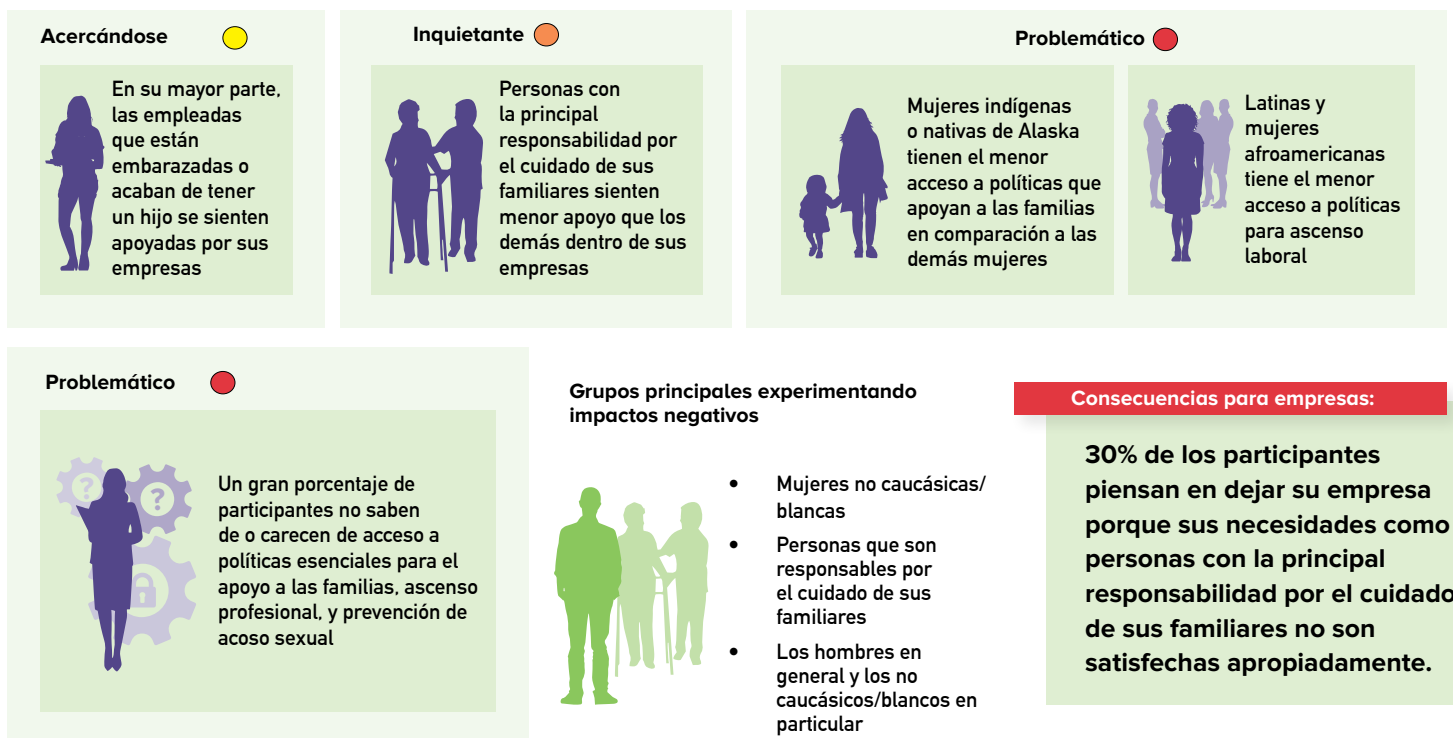 Acercándose
En su mayor parte,
las empleadas
que están
embarazadas o
acaban de tener
un hijo se sienten
apoyadas por sus
empresas
Inquietante
Personas con
la principal
responsabilidad por
el cuidado de sus
familiares sienten
menor apoyo que los
demás dentro de sus
empresas
Problemático
Mujeres indígenas
o nativas de Alaska
tienen el menor
acceso a políticas que
apoyan a las familias
en comparación a las
demás mujeres
Latinas y
mujeres
afroamericanas
tiene el menor
acceso a políticas
para ascenso
laboral
Problemático
? ?
Un gran porcentaje de
participantes no saben
de o carecen de acceso a
políticas esenciales para el
apoyo a las familias, ascenso
profesional, y prevención de
acoso sexual
Grupos principales experimentando
impactos negativos
• Mujeres no caucásicas/
blancas
• Personas que son
responsables por
el cuidado de sus
familiares
• Los hombres en
general y los no
caucásicos/blancos en
particular
Consecuencias para empresas:
30% de los participantes
piensan en dejar su empresa
porque sus necesidades como
personas con la principal
responsabilidad por el cuidado
de sus familiares no son
satisfechas apropiadamente.